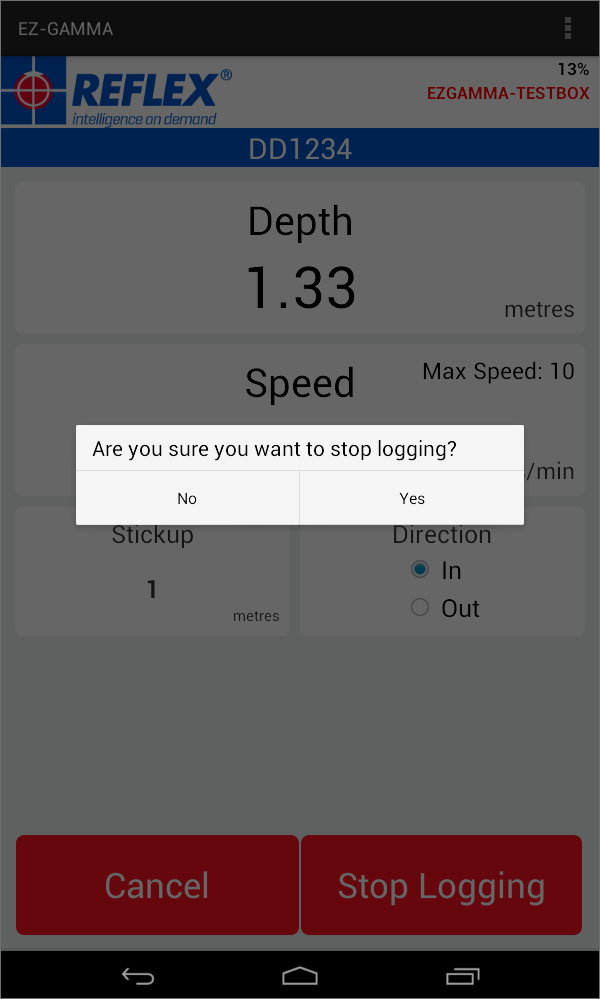 EZ-GAMMA
REFLEX®
intelligence on demand
13%
EZGAMMA-TESTBOX
DD1234
Depth
1.33
metres
Speed
Max Speed: 10
/min
Are you sure you want to stop logging?
No
Yes
Stickup
1
metres
Direction
In
Out
Cancel
Stop Logging